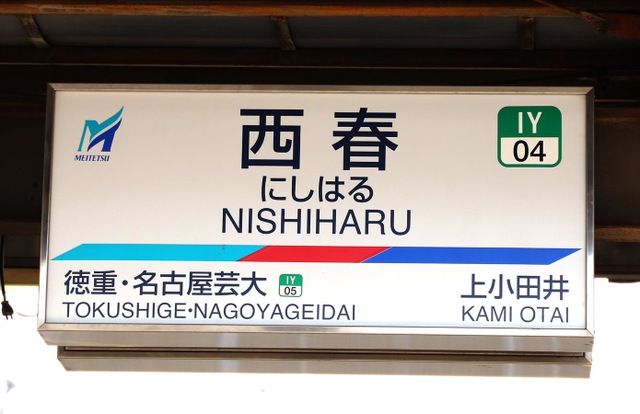 MEITETSU
西春
IY
04
にしはる
NISHIHARU
徳重・名古屋芸大
IY
05
上小田井
TOKUSHIGE・NAGOYAGEIDAI
KAMI OTAI